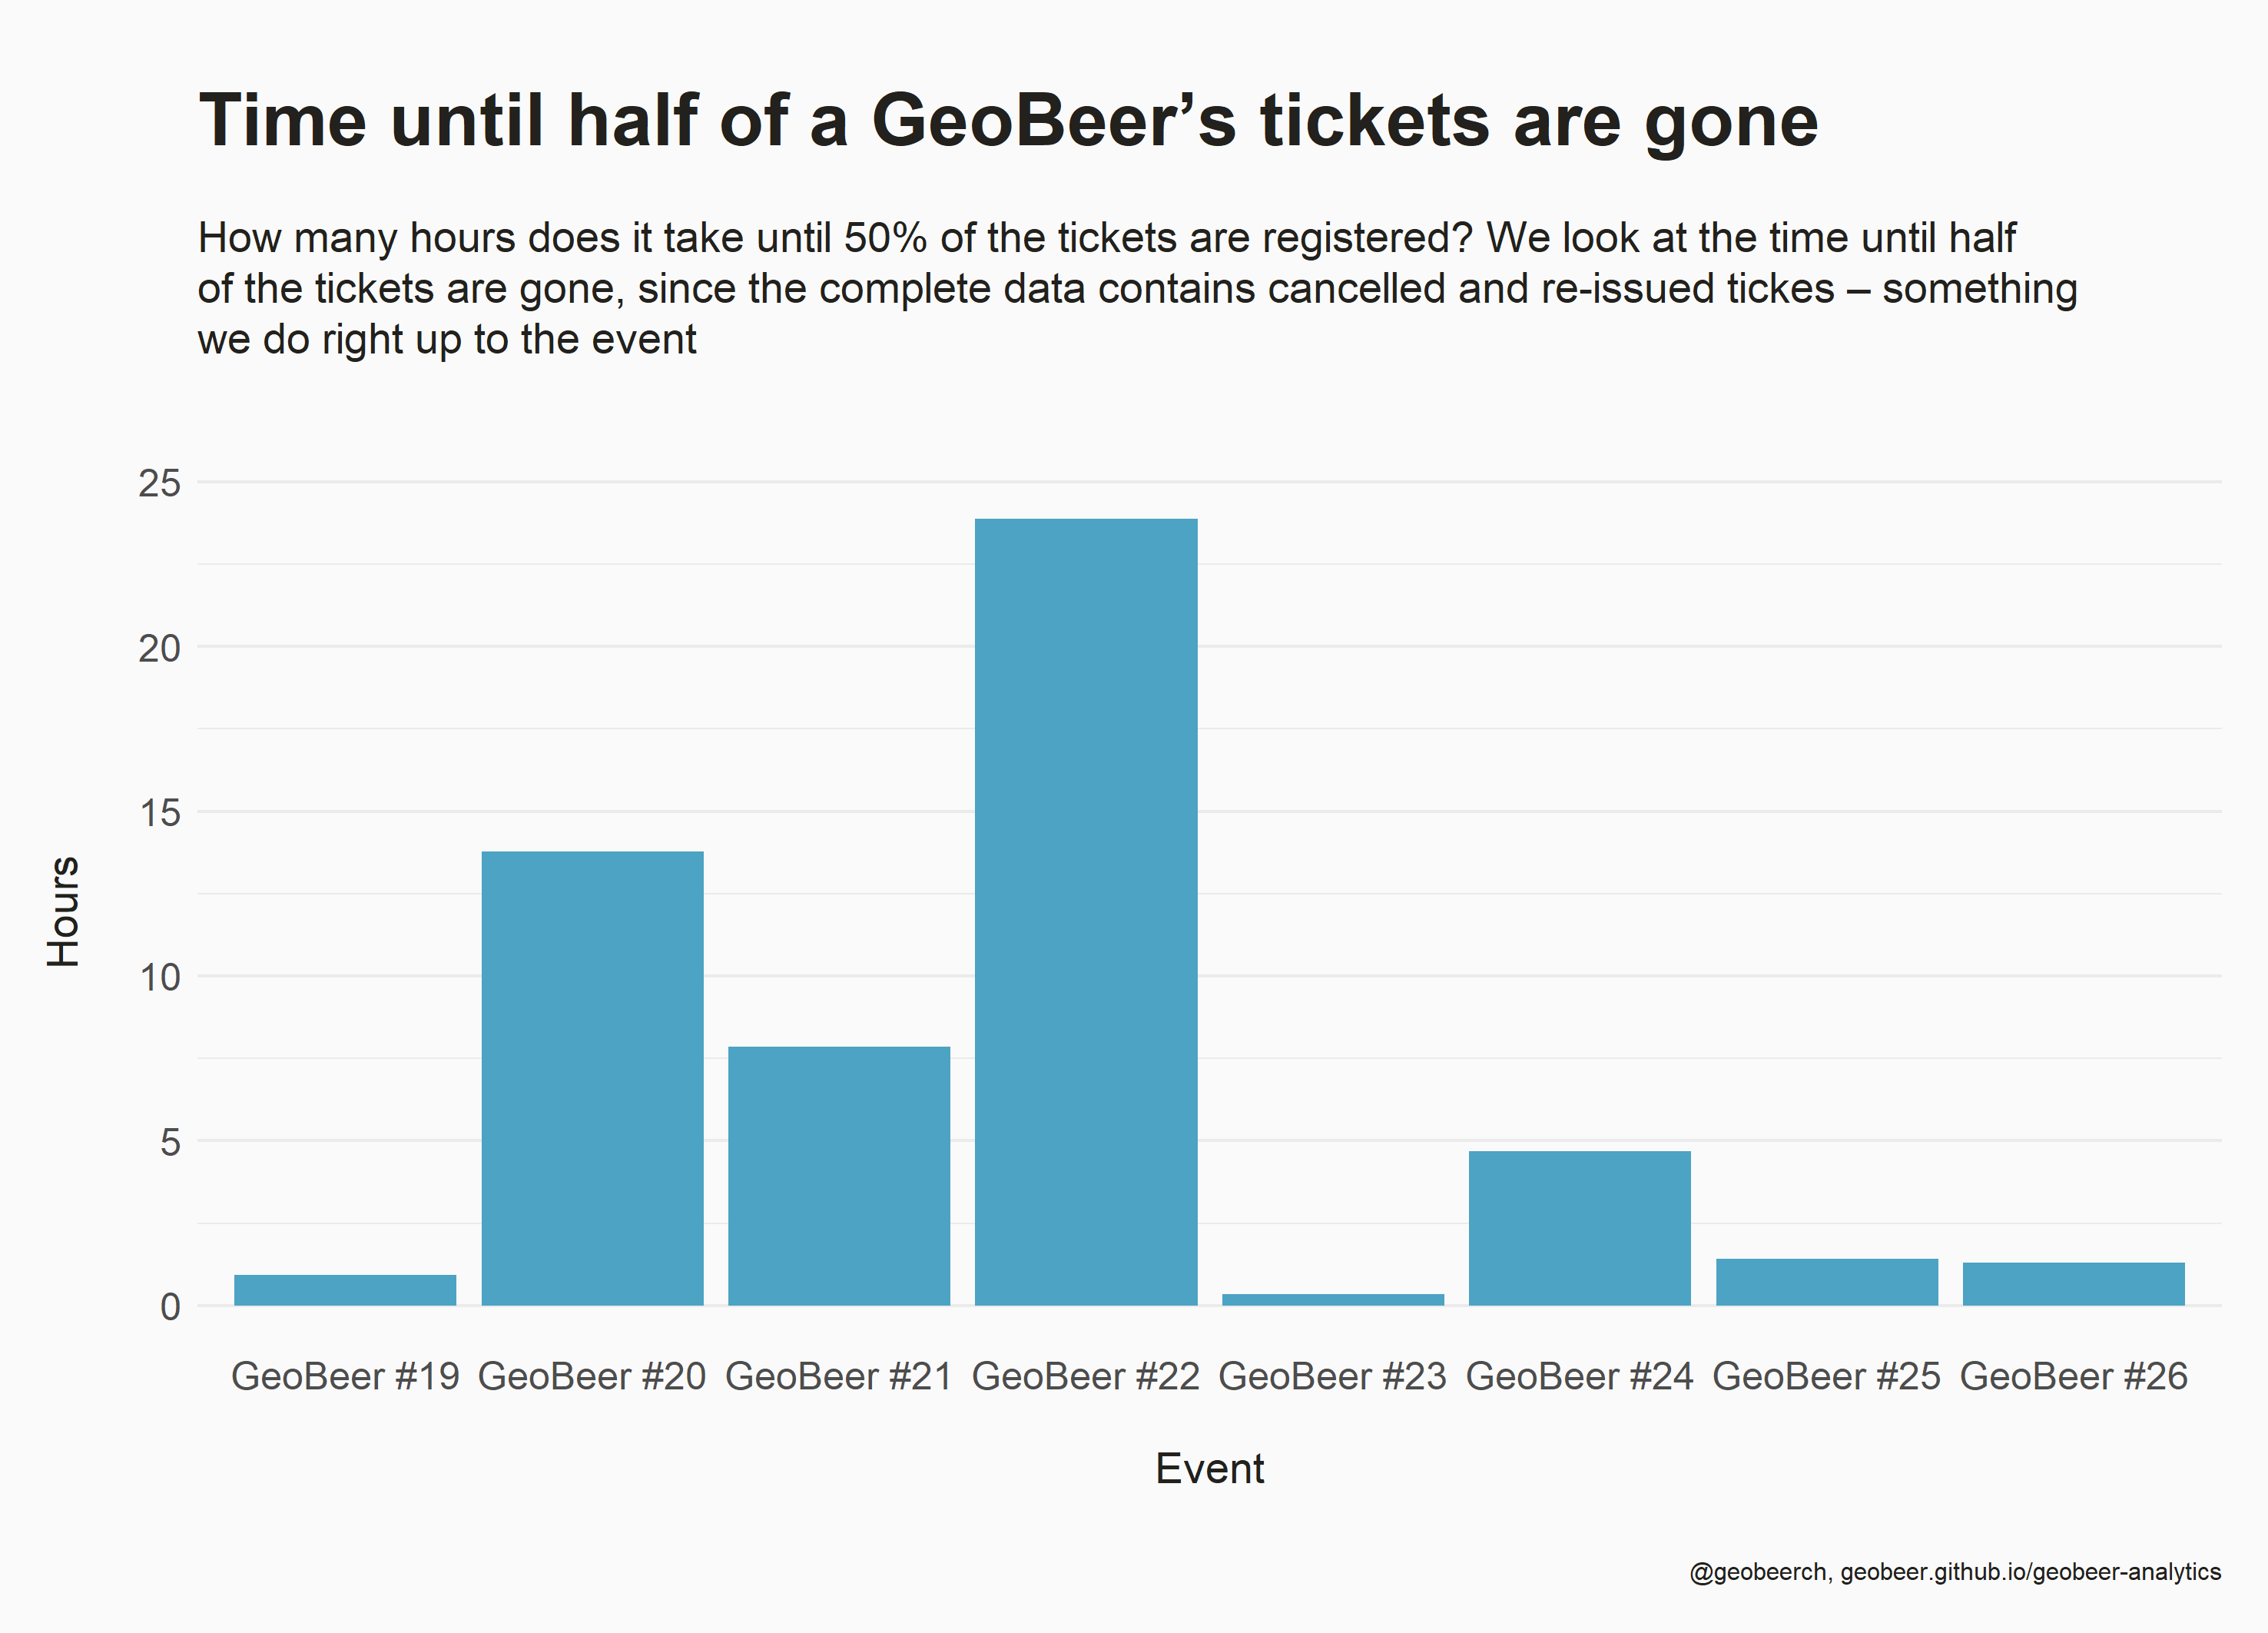 Time until half of a GeoBeer’s tickets are gone
How many hours does it take until 50% of the tickets are registered? We look at the time until half
of the tickets are gone, since the complete data contains cancelled and re-issued tickes – something
we do right up to the event
25
20
15
10
5
0
Hours
GeoBeer #19 GeoBeer #20 GeoBeer #21 GeoBeer #22 GeoBeer #23 GeoBeer #24 GeoBeer #25 GeoBeer #26
Event
@geobeerch, geobeer.github.io/geobeer-analytics